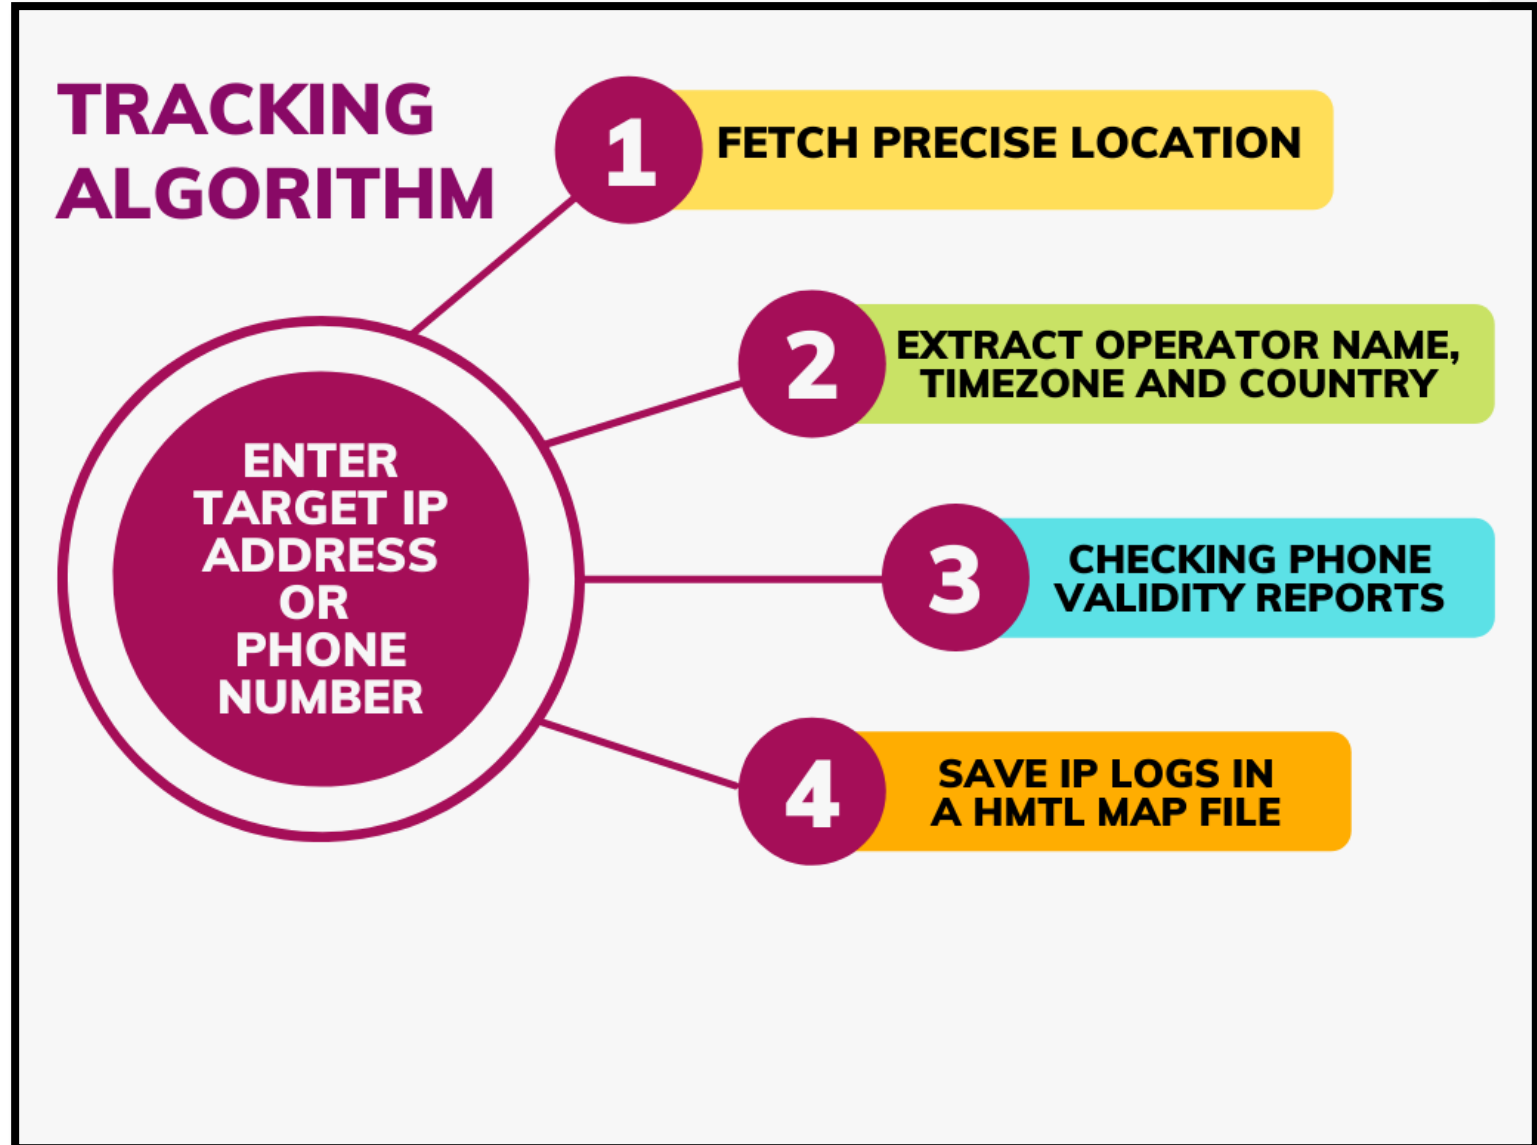 TRACKING
ALGORITHM
1
FETCH PRECISE LOCATION
2
EXTRACT OPERATOR NAME,
TIMEZONE AND COUNTRY
ENTER
TARGET IP
ADDRESS
OR
PHONE
NUMBER
3
CHECKING PHONE
VALIDITY REPORTS
4
SAVE IP LOGS IN
A HMTL MAP FILE